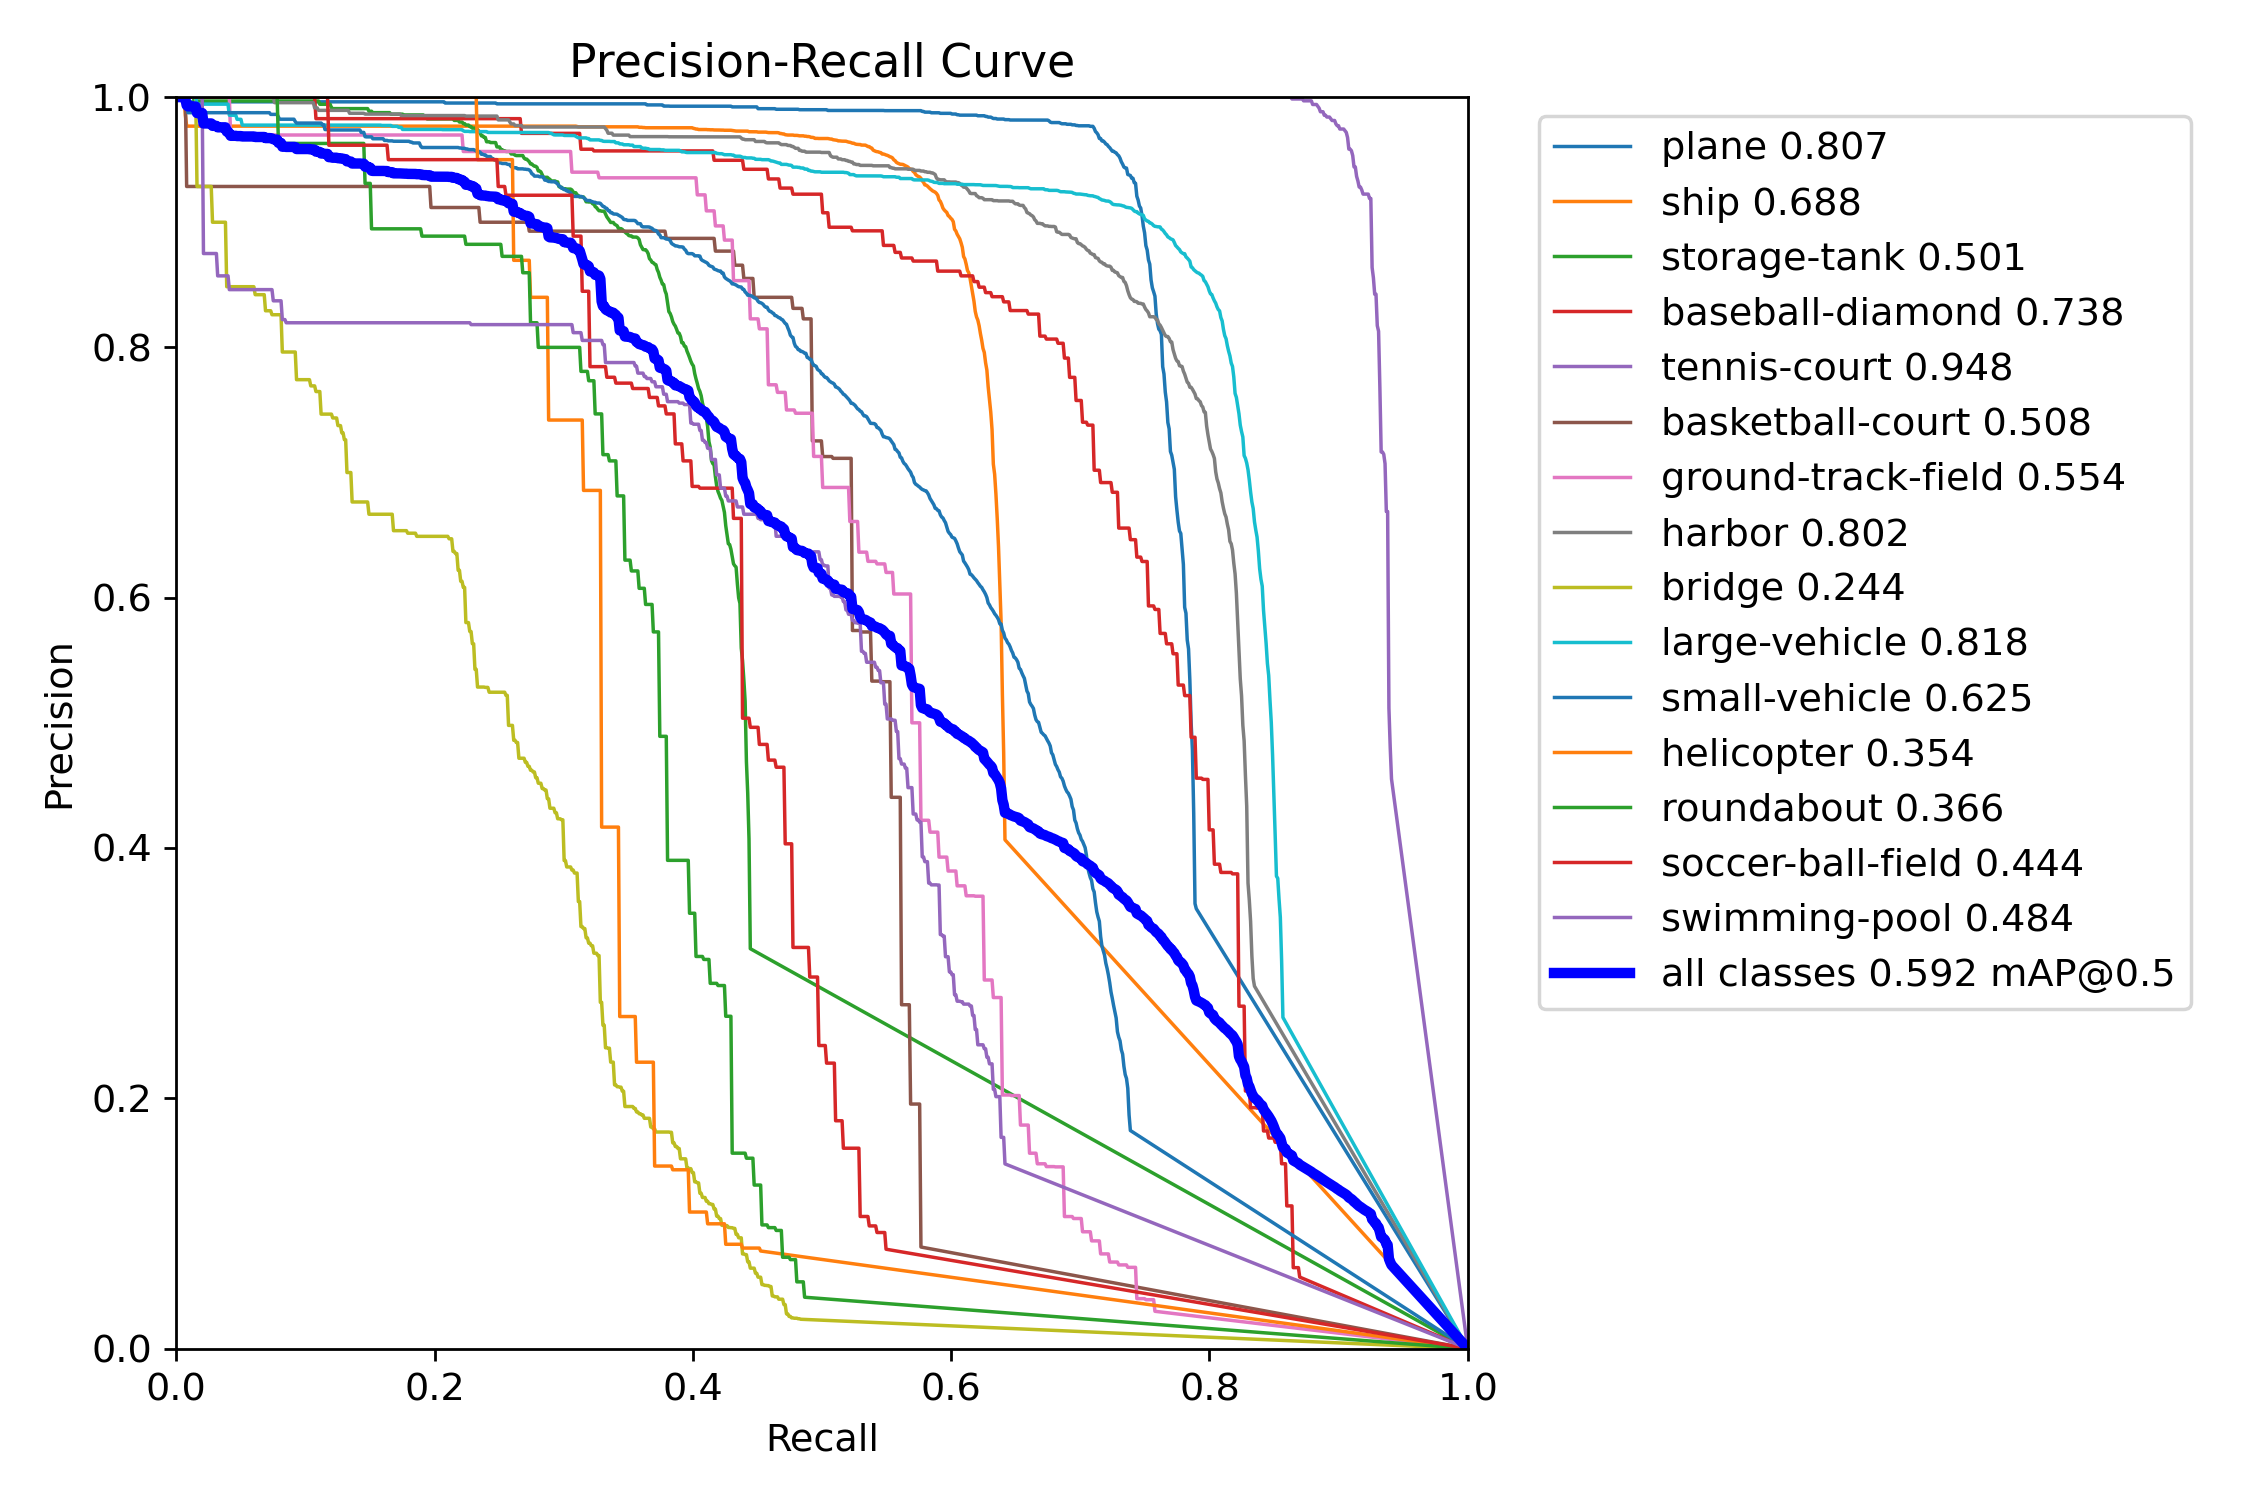 Precision-Recall Curve
1.0
0.8
0.6
0.4
0.2
0.0
Precision
0.0 0.2 0.4 0.6 0.8 1.0
Recall
plane 0.807
ship 0.688
storage-tank 0.501
baseball-diamond 0.738
tennis-court 0.948
basketball-court 0.508
ground-track-field 0.554
harbor 0.802
bridge 0.244
large-vehicle 0.818
small-vehicle 0.625
helicopter 0.354
roundabout 0.366
soccer-ball-field 0.444
swimming-pool 0.484
all classes 0.592 mAP@0.5